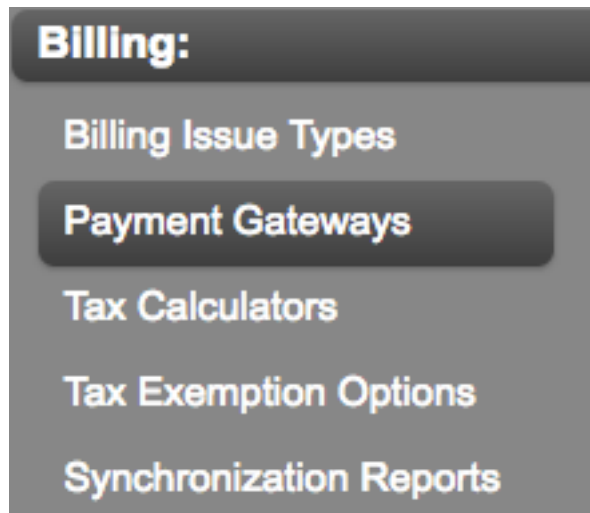 Billing:
Billing Issue Types
Payment Gateways
Tax Calculators
Tax Exemption Options
Synchronization Reports